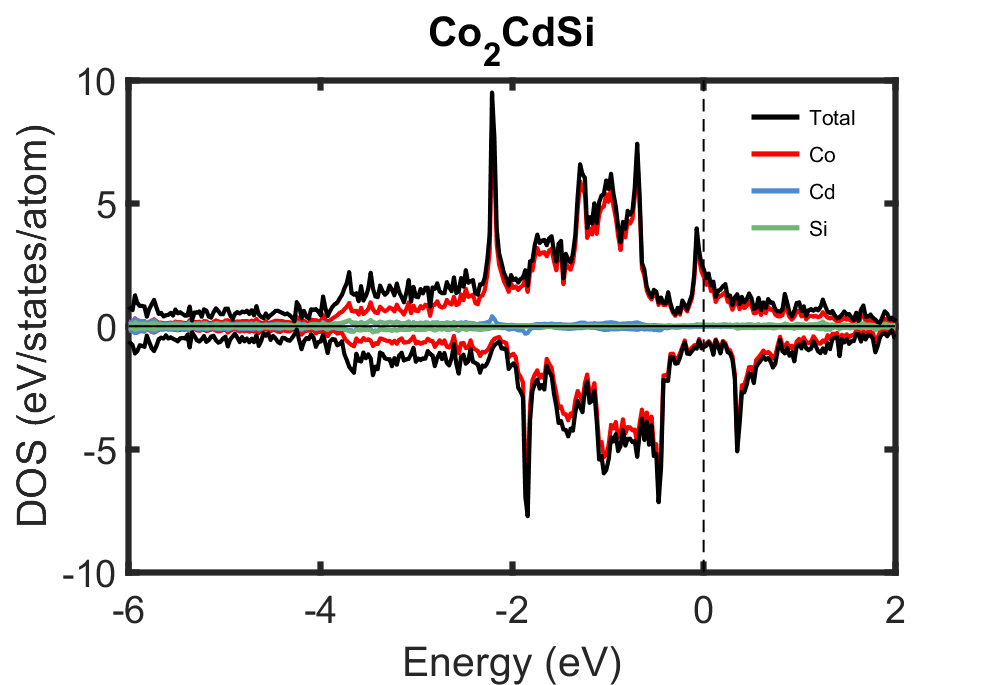 Co2CdSi
DOS (eV/states/atom)
10
5
0
-5
-10
Total
Co
Cd
Si
-6 -4 -2 0 2
Energy (eV)